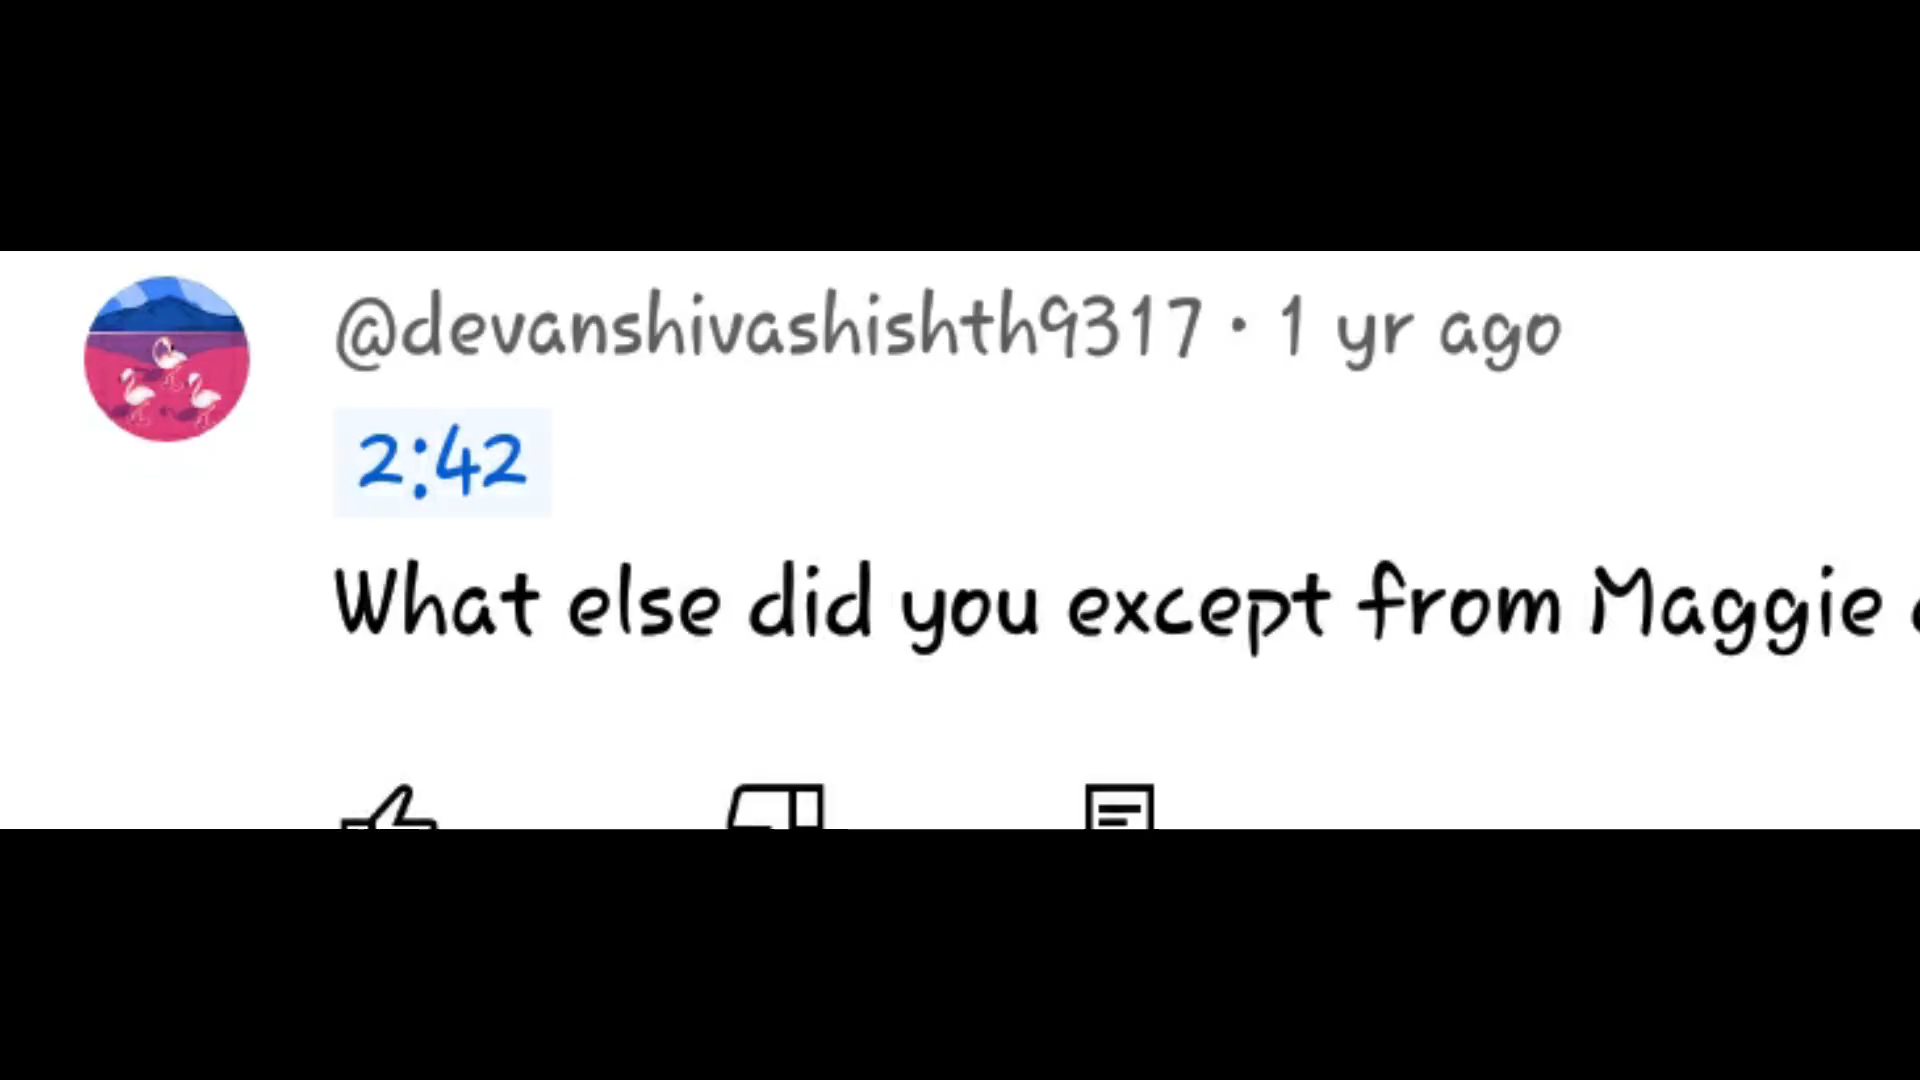 @devanshivashishth9317 · 1 yr ago
2:42
What else did you except from Maggie